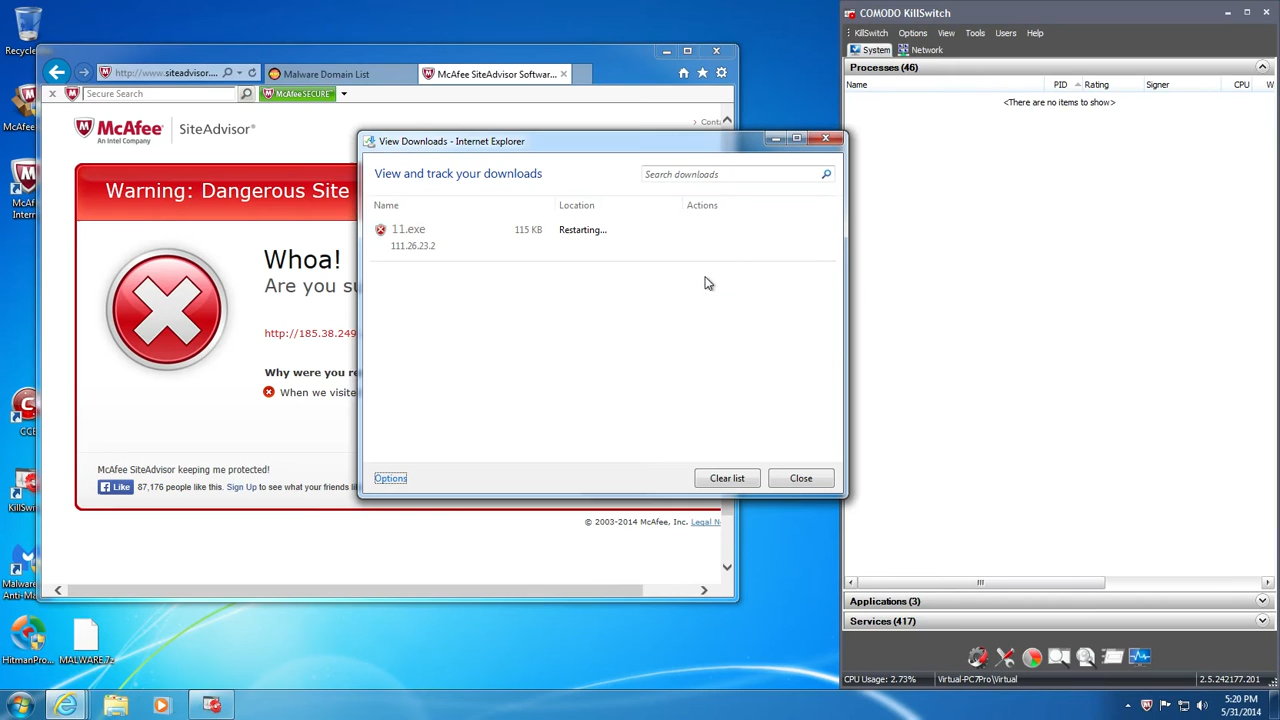 Recycle
McAfee
McAf
Intern
CCE
KillSwitch
Malware
Anti-Ma
HitmanPro...
MALWARE.7z
http://www.siteadvisor....
Malware Domain List
McAfee SiteAdvisor Softwar...
Secure Search
McAfee SECURE
McAfee
An Intel Company
SiteAdvisor®
> Conta
Warning: Dangerous Site
Whoa!
Are you su
http://185.38.249
Why were you re
When we visite
McAfee SiteAdvisor keeping me protected!
Like 87,176 people like this. Sign Up to see what your friends lik
© 2003-2014 McAfee, Inc. Legal N
View Downloads - Internet Explorer
View and track your downloads
Search downloads
Name Location Actions
11.exe 115 KB Restarting...
111.26.23.2
Options
Clear list
Close
COMODO KillSwitch
KillSwitch Options View Tools Users Help
System Network
Processes (46)
Name PID Rating Signer CPU W
<There are no items to show>
Applications (3)
Services (417)
CPU Usage: 2.73% Virtual-PC7Pro\Virtual 2.5.242177.201
5:20 PM
5/31/2014